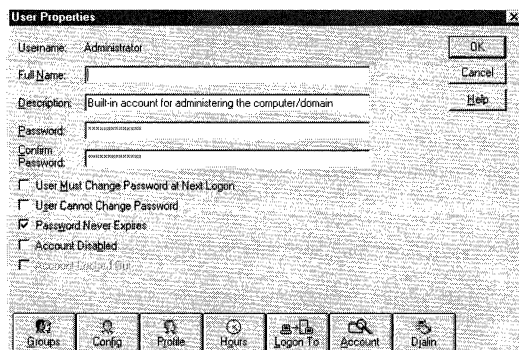 User Properties
Username: Administrator
OK
Full Name:
Cancel
Description: Built-in account for administering the computer/domain
Help
Password: **************
Confirm Password: **************
User Must Change Password at Next Logon
User Cannot Change Password
Password Never Expires
Account Disabled
Account Locked Out
Groups Config Profile Hours Logon To Account Dialin